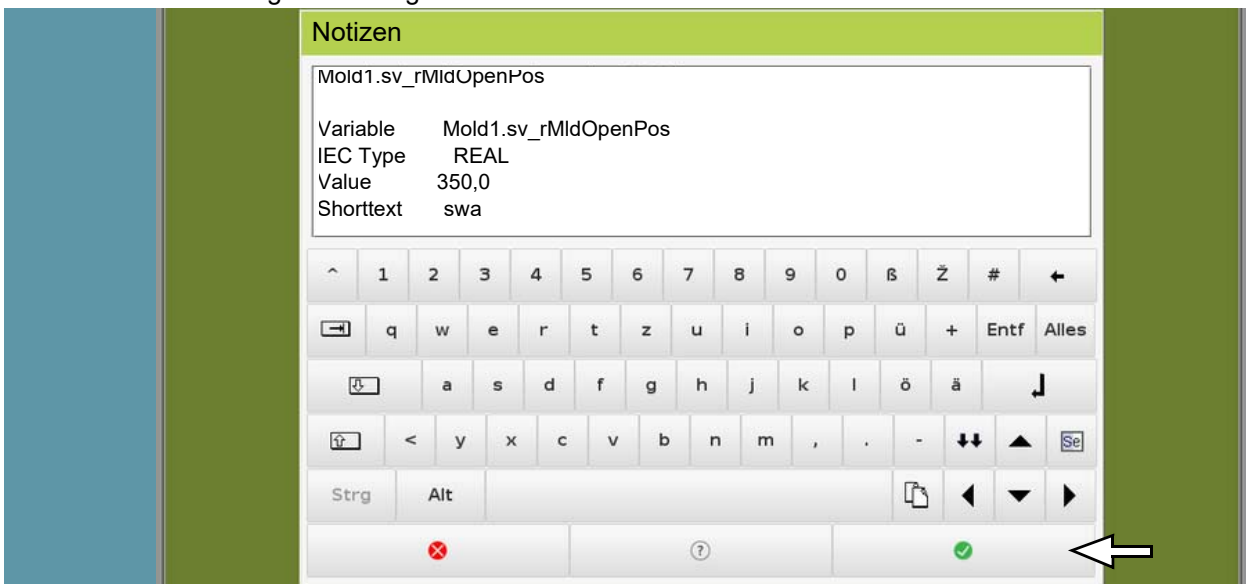 Notizen
Mold1.sv_rMldOpenPos
Variable Mold1.sv_rMldOpenPos
IEC Type REAL
Value 350,0
Shorttext swa
^ 1 2 3 4 5 6 7 8 9 0 ß Ž #
q w e r t z u i o p ü + Entf Alles
a s d f g h j k l ö ä
< y x c v b n m , . - Se
Strg Alt
?